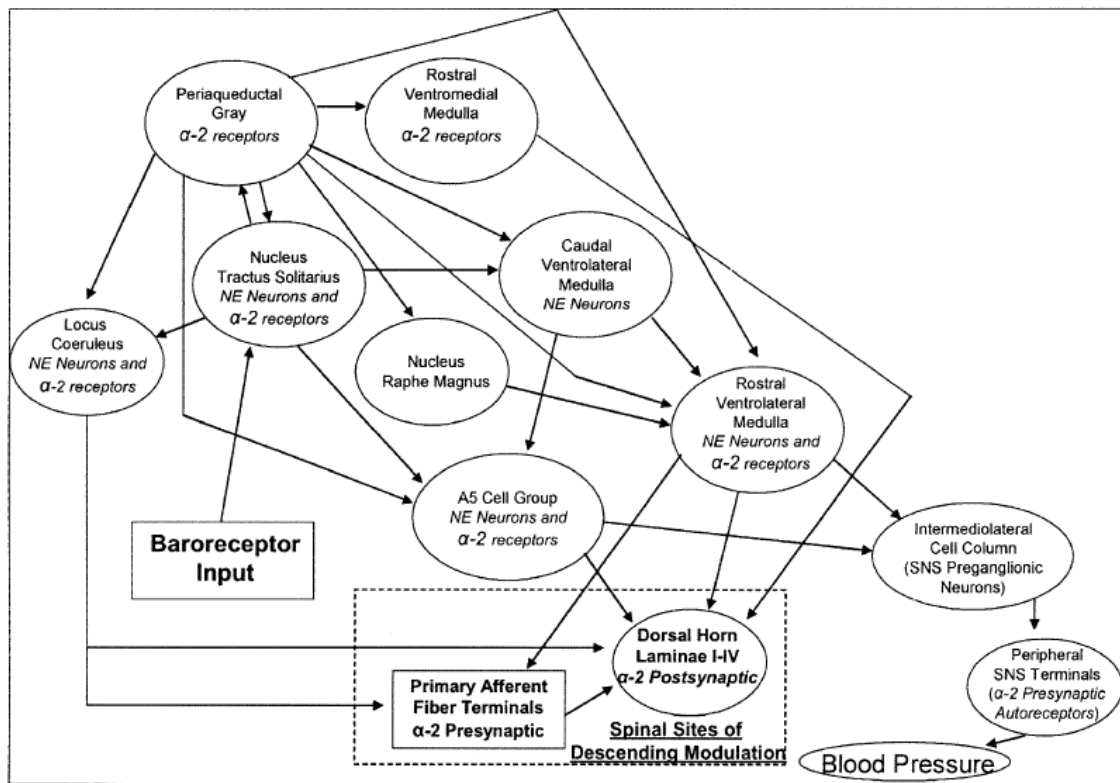 Periaqueductal
Gray
α-2 receptors
Rostral
Ventromedial
Medulla
α-2 receptors
Nucleus
Tractus Solitarius
NE Neurons and
α-2 receptors
Caudal
Ventrolateral
Medulla
NE Neurons
Locus
Coeruleus
NE Neurons and
α-2 receptors
Nucleus
Raphe Magnus
Rostral
Ventrolateral
Medulla
NE Neurons and
α-2 receptors
A5 Cell Group
NE Neurons and
α-2 receptors
Baroreceptor
Input
Intermediolateral
Cell Column
(SNS Preganglionic
Neurons)
Dorsal Horn
Laminae I-IV
α-2 Postsynaptic
Primary Afferent
Fiber Terminals
α-2 Presynaptic
Spinal Sites of
Descending Modulation
Peripheral
SNS Terminals
(α-2 Presynaptic
Autoreceptors)
Blood Pressure